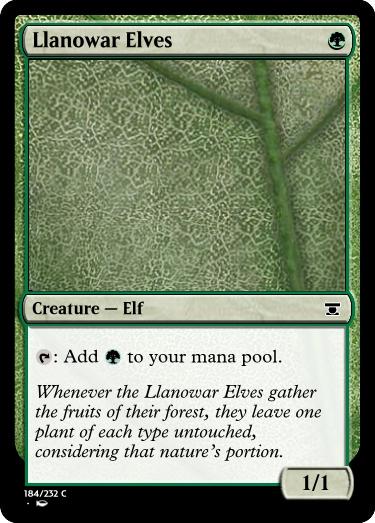 Llanowar Elves
Creature — Elf
: Add to your mana pool.
Whenever the Llanowar Elves gather
the fruits of their forest, they leave one
plant of each type untouched,
considering that nature's portion.
1/1
184/232 C